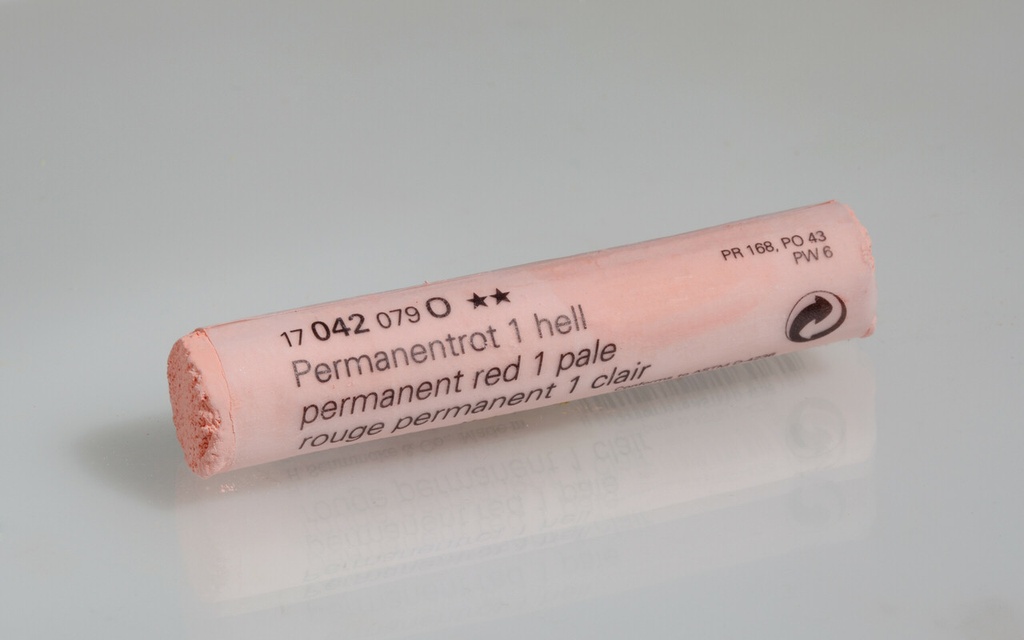 17 042 079 O ★★
Permanentrot 1 hell
permanent red 1 pale
rouge permanent 1 clair
PR 168, PO 43
PW 6